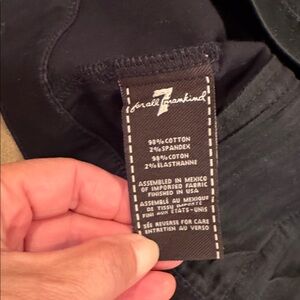 7
for all mankind
98% COTTON
2% SPANDEX
98% COTON
2% ELASTHANNE
ASSEMBLED IN MEXICO
OF IMPORTED FABRIC
FINISHED IN USA
ASSEMBLÉ AU MEXIQUE
DE TISSU IMPORTÉ
FINI AUX ÉTATS-UNIS
SEE REVERSE FOR CARE
ENTRETIEN AU VERSO